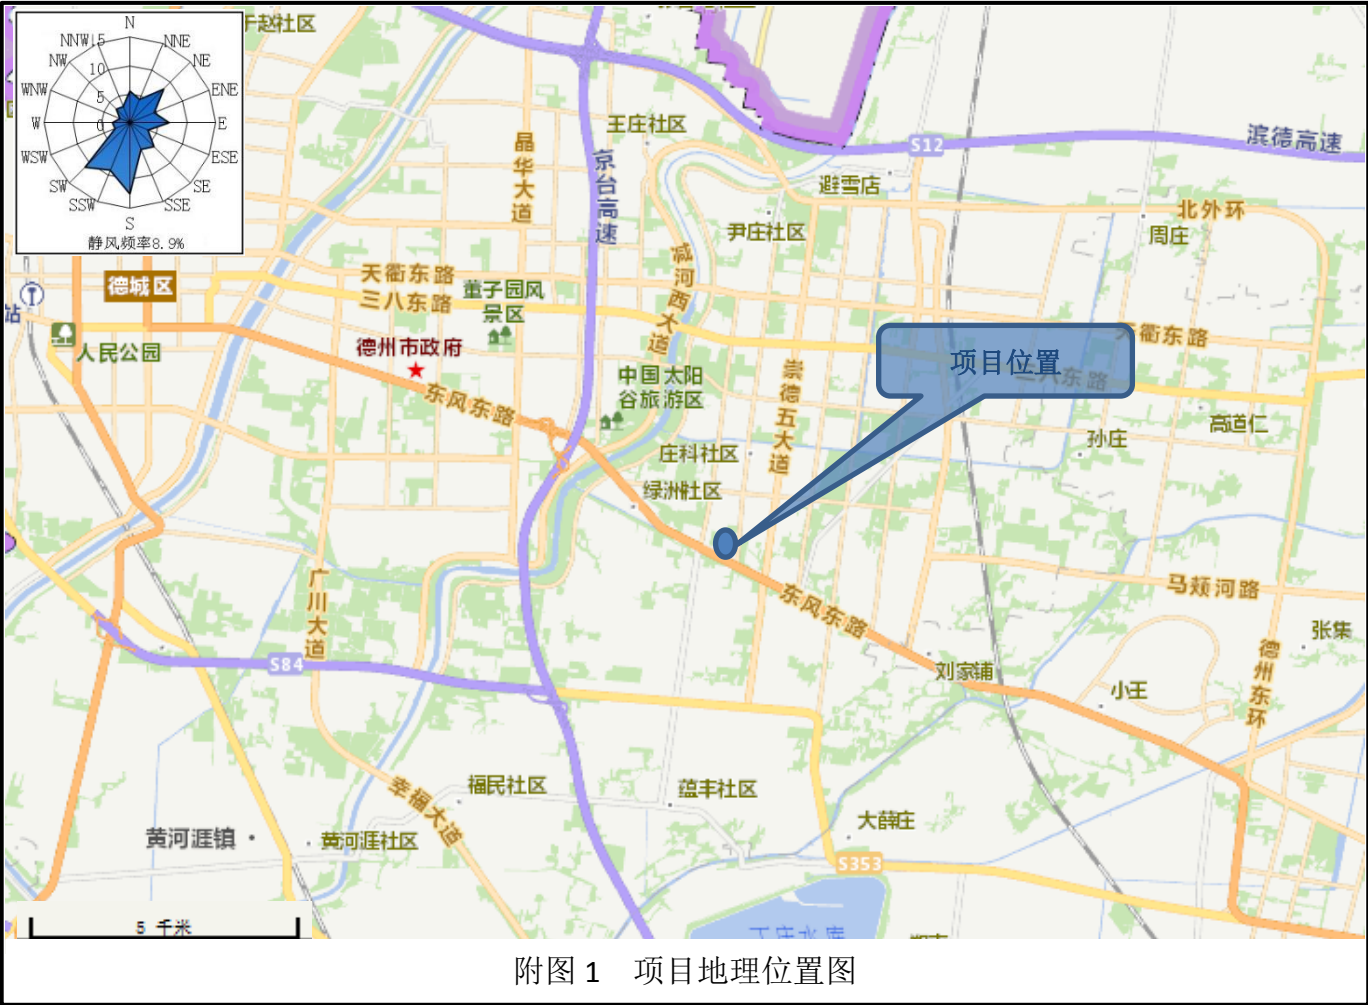 N
NNW
15
NNE
NW
10
NE
WNW
5
ENE
W
0
E
WSW
ESE
SW
SE
SSW
SSE
S
静风频率8.9%
于赵社区
王庄社区
S12
滨德高速
晶华大道
京台高速
避雪店
北外环
尹庄社区
周庄
减河西大道
德城区
天衢东路
三八东路
董子园风
景区
站
人民公园
德州市政府
天衢东路
项目位置
三八东路
中国太阳
谷旅游区
崇德五大道
东风东路
高道仁
孙庄
庄科社区
绿洲社区
广川大道
马颊河路
东风东路
张集
德州东环
S84
刘家铺
小王
幸福大道
福民社区
蕴丰社区
大薛庄
黄河涯镇
黄河涯社区
S353
5 千米
附图 1 项目地理位置图